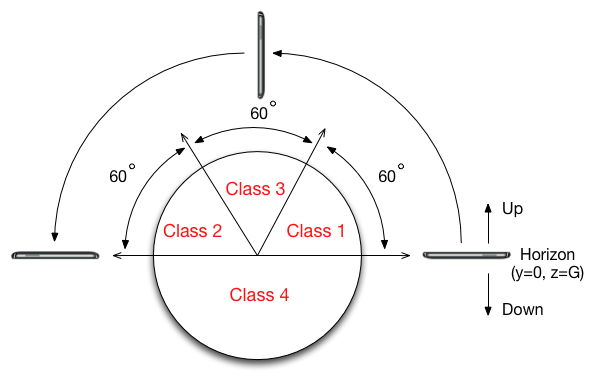 60°
60°
60°
Class 3
Class 2
Class 1
Class 4
Up
Horizon
(y=0, z=G)
Down